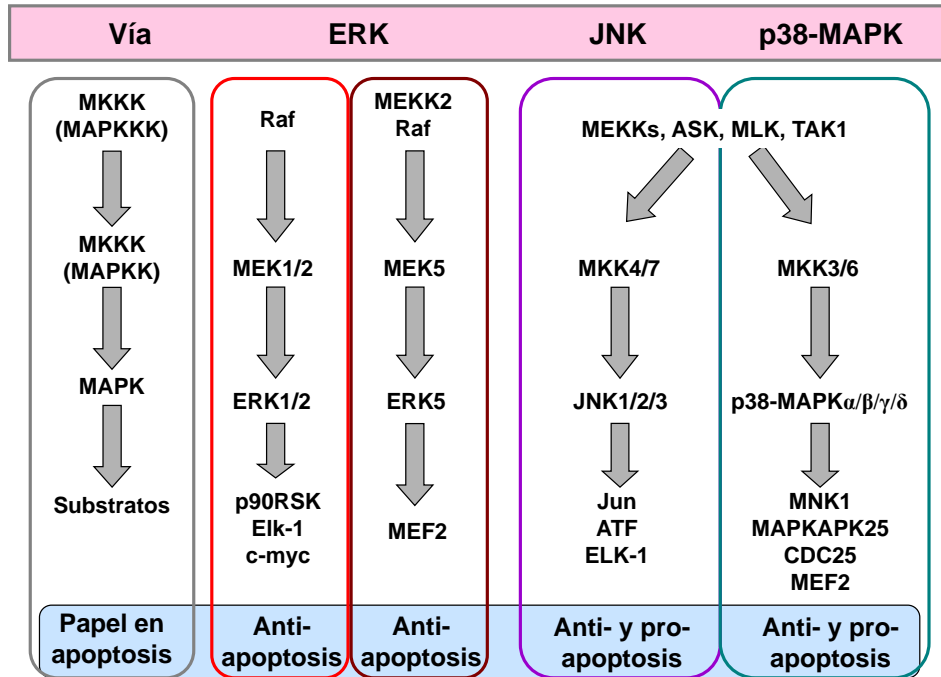 Vía ERK JNK p38-MAPK
MKKK
(MAPKKK)
Raf
MEKK2
Raf
MEKKs, ASK, MLK, TAK1
MKKK
(MAPKK)
MEK1/2
MEK5
MKK4/7
MKK3/6
MAPK
ERK1/2
ERK5
JNK1/2/3
p38-MAPKα/β/γ/δ
Substratos
p90RSK
Elk-1
c-myc
MEF2
Jun
ATF
ELK-1
MNK1
MAPKAPK25
CDC25
MEF2
Papel en
apoptosis
Anti-
apoptosis
Anti-
apoptosis
Anti- y pro-
apoptosis
Anti- y pro-
apoptosis